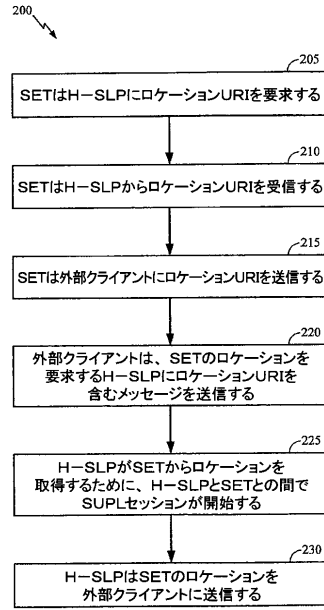 200
205
SETはH－SLPにロケーションURIを要求する
210
SETはH－SLPからロケーションURIを受信する
215
SETは外部クライアントにロケーションURIを送信する
220
外部クライアントは、SETのロケーションを
要求するH－SLPにロケーションURIを
含むメッセージを送信する
225
H－SLPがSETからロケーションを
取得するために、H－SLPとSETとの間で
SUPLセッションが開始する
230
H－SLPはSETのロケーションを
外部クライアントに送信する